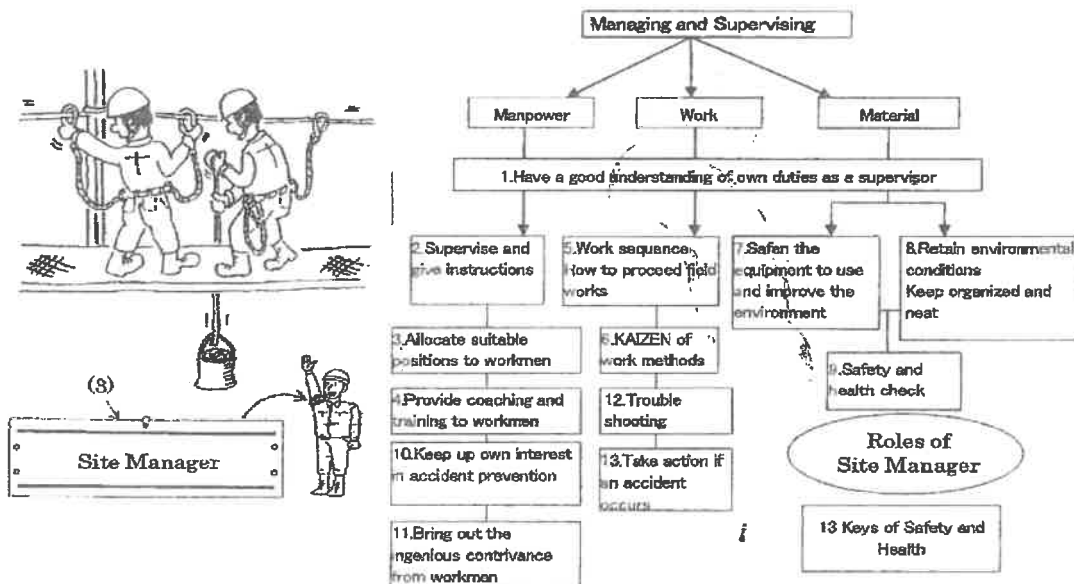 Managing and Supervising
Manpower
Work
Material
1.Have a good understanding of own duties as a supervisor
2.Supervise and
give instructions
3.Allocate suitable
positions to workmen
4.Provide coaching and
training to workmen
10.Keep up own interest
in accident prevention
11.Bring out the
ingenious contrivance
from workman
5.Work sequence
How to proceed field
works
6.KAIZEN of
work methods
12.Trouble
shooting
13.Take action if
an accident
occurs
7.Safen the
equipment to use
and improve the
environment
8.Retain environmental
conditions
Keep organized and
neat
9.Safety and
health check
Roles of
Site Manager
13 Keys of Safety and
Health
(3)
Site Manager
i